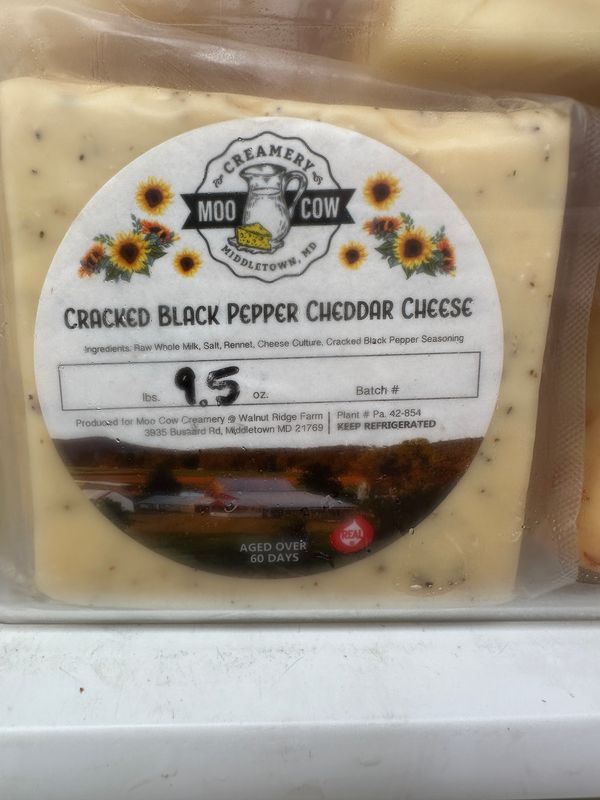 CREAMERY
MOO COW
MIDDLETOWN, MD
CRACKED BLACK PEPPER CHEDDAR CHEESE
Ingredients: Raw Whole Milk, Salt, Rennet, Cheese Culture, Cracked Black Pepper Seasoning
lbs. 9.5 oz. Batch #
Produced for Moo Cow Creamery @ Walnut Ridge Farm
3935 Bussard Rd, Middletown MD 21769
Plant # Pa. 42-854
KEEP REFRIGERATED
REAL
AGED OVER
60 DAYS